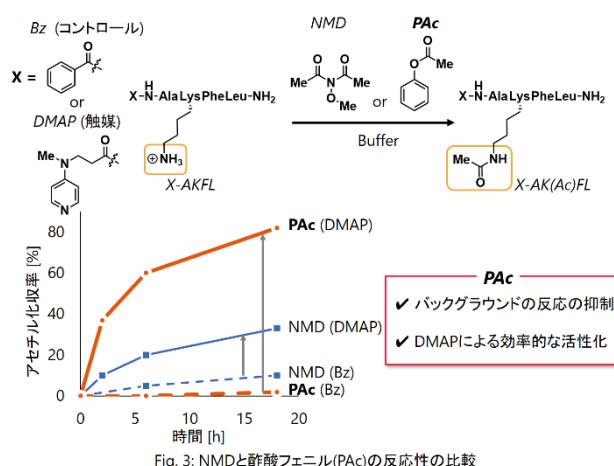 Bz (コントロール)
X =
O
or
DMAP (触媒)
Me
N
O
N
H
X-N-AlaLysPheLeu-NH₂
⊕NH₃
X-AKFL
NMD
PAc
O O
Me N Me
O
Me
or
O
O Me
Buffer
H
X-N-AlaLysPheLeu-NH₂
Me NH
O
X-AK(Ac)FL
アセチル化収率 [%]
80
60
40
20
0
0 5 10 15 20
時間 [h]
PAc (DMAP)
NMD (DMAP)
NMD (Bz)
PAc (Bz)
PAc
✔ バックグラウンドの反応の抑制
✔ DMAPによる効率的な活性化
Fig. 3: NMDと酢酸フェニル(PAc)の反応性の比較